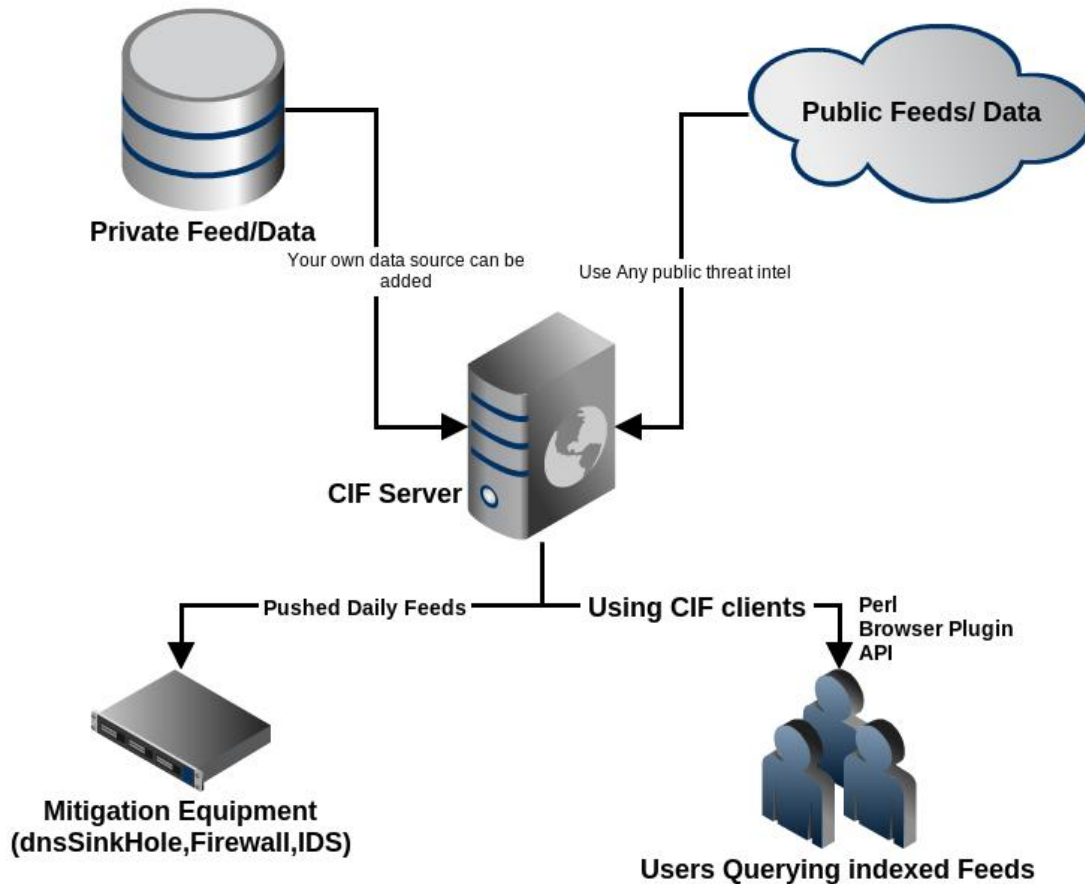 Public Feeds/ Data
Private Feed/Data
Your own data source can be
added
Use Any public threat intel
CIF Server
Pushed Daily Feeds
Using CIF clients
Perl
Browser Plugin
API
Mitigation Equipment
(dnsSinkHole,Firewall,IDS)
Users Querying indexed Feeds